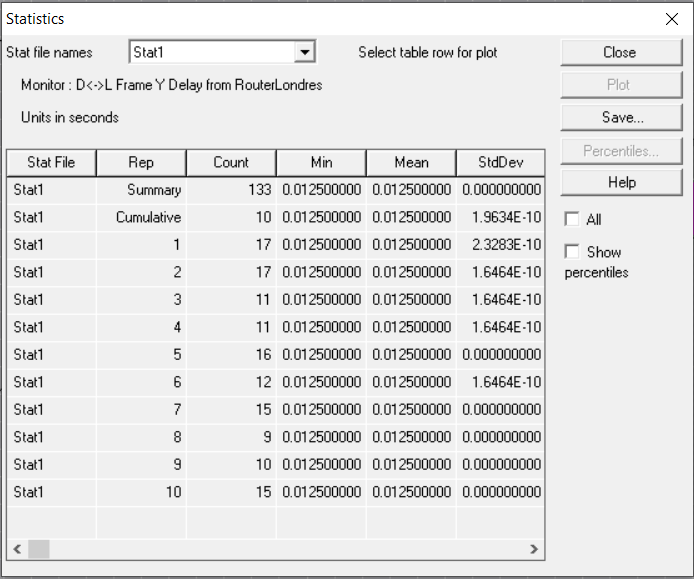 Statistics
Stat file names Stat1 Select table row for plot Close
Monitor : D<->L Frame Y Delay from RouterLondres Plot
Units in seconds Save...
Percentiles...
Help
All
Show percentiles
Stat File Rep Count Min Mean StdDev
Stat1 Summary 133 0.012500000 0.012500000 0.000000000
Stat1 Cumulative 10 0.012500000 0.012500000 1.9634E-10
Stat1 1 17 0.012500000 0.012500000 2.3283E-10
Stat1 2 17 0.012500000 0.012500000 1.6464E-10
Stat1 3 11 0.012500000 0.012500000 1.6464E-10
Stat1 4 11 0.012500000 0.012500000 1.6464E-10
Stat1 5 16 0.012500000 0.012500000 0.000000000
Stat1 6 12 0.012500000 0.012500000 1.6464E-10
Stat1 7 15 0.012500000 0.012500000 0.000000000
Stat1 8 9 0.012500000 0.012500000 0.000000000
Stat1 9 10 0.012500000 0.012500000 0.000000000
Stat1 10 15 0.012500000 0.012500000 0.000000000